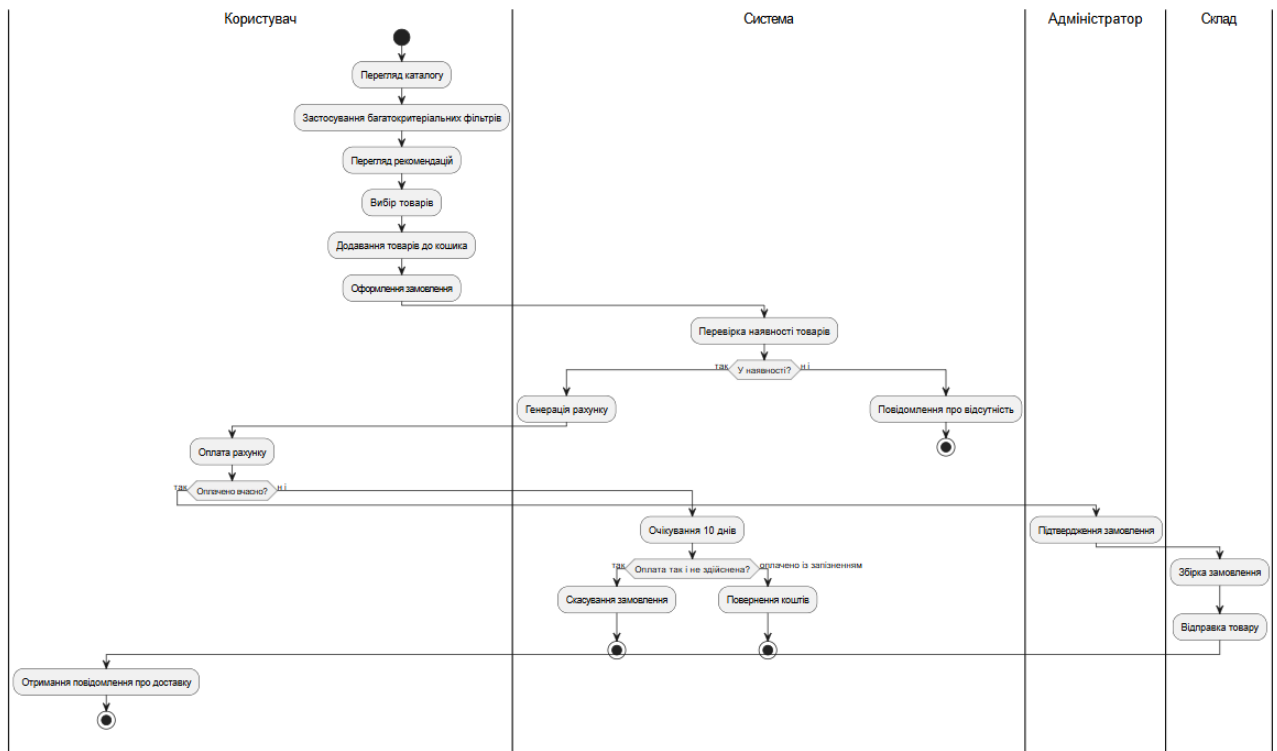 Користувач
Система
Адміністратор
Склад
Перегляд каталогу
Застосування багатокритеріальних фільтрів
Перегляд рекомендацій
Вибір товарів
Додавання товарів до кошика
Оформлення замовлення
Перевірка наявності товарів
так
У наявності?
ні
Генерація рахунку
Повідомлення про відсутність
Оплата рахунку
так
Оплачено вчасно?
ні
Очікування 10 днів
Підтвердження замовлення
так
Оплата так і не здійснена?
оплачено із запізненням
Збірка замовлення
Скасування замовлення
Повернення коштів
Відправка товару
Отримання повідомлення про доставку